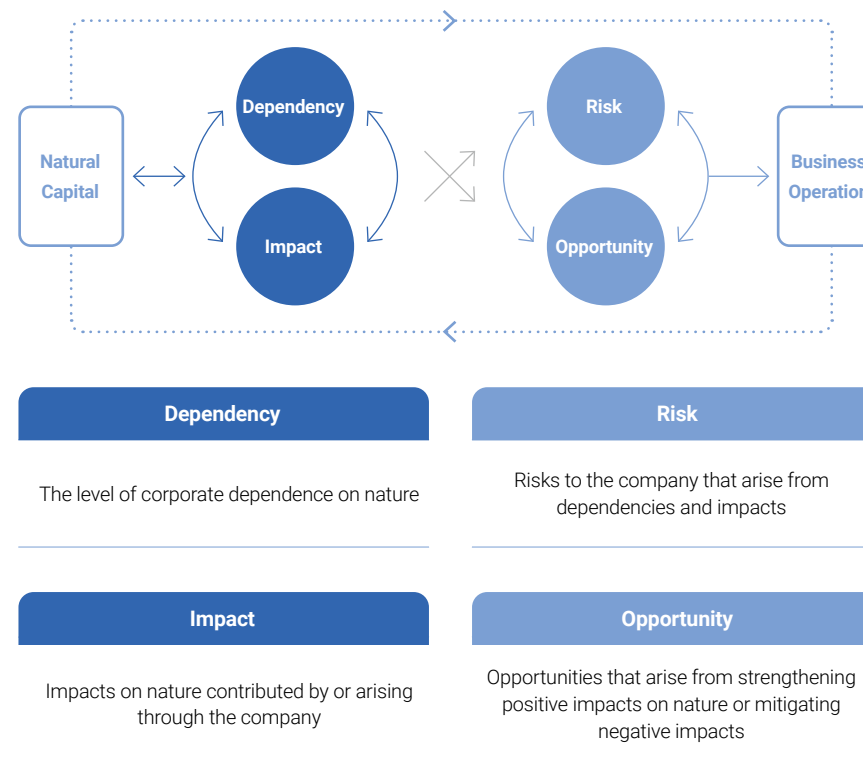 Dependency
Risk
Natural
Capital
Business
Operation
Impact
Opportunity
Dependency
Risk
The level of corporate dependence on nature
Risks to the company that arise from
dependencies and impacts
Impact
Opportunity
Impacts on nature contributed by or arising
through the company
Opportunities that arise from strengthening
positive impacts on nature or mitigating
negative impacts